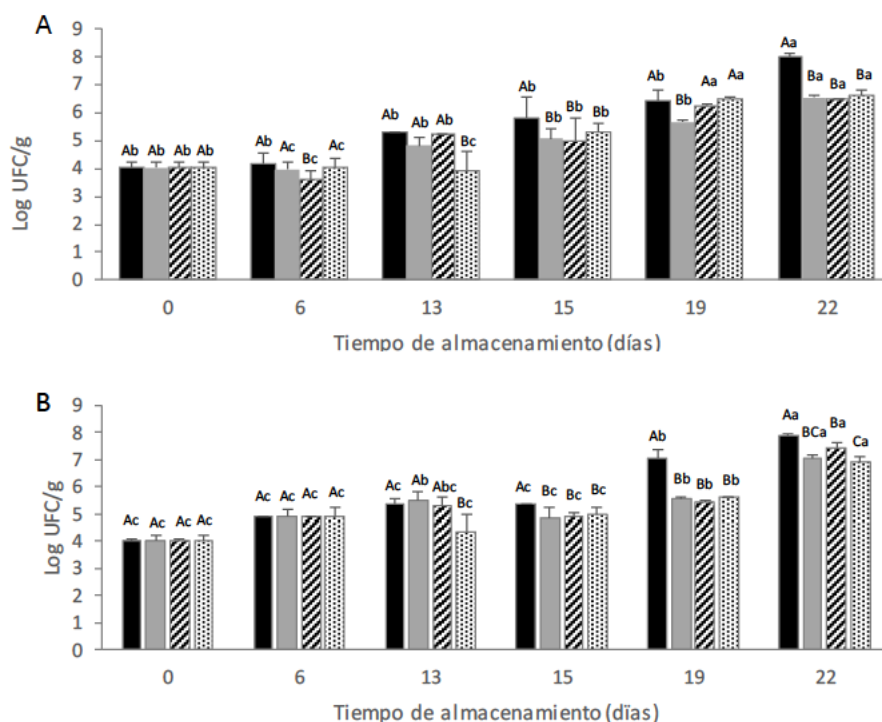 A
9
8
7
6
5
4
3
2
1
0
Log UFC/g
Ab Ab Ab Ab
Ab Ac Bc Ac
Ab Ab Ab Bc
Ab Bb Bb Bb
Ab Bb Aa Aa
Aa Ba Ba Ba
0 6 13 15 19 22
Tiempo de almacenamiento (días)
B
9
8
7
6
5
4
3
2
1
0
Log UFC/g
Ac Ac Ac Ac
Ac Ac Ac Ac
Ac Ab Abc Bc
Ac Bc Bc Bc
Ab Bb Bb Bb
Aa BCa Ba Ca
0 6 13 15 19 22
Tiempo de almacenamiento (dïas)